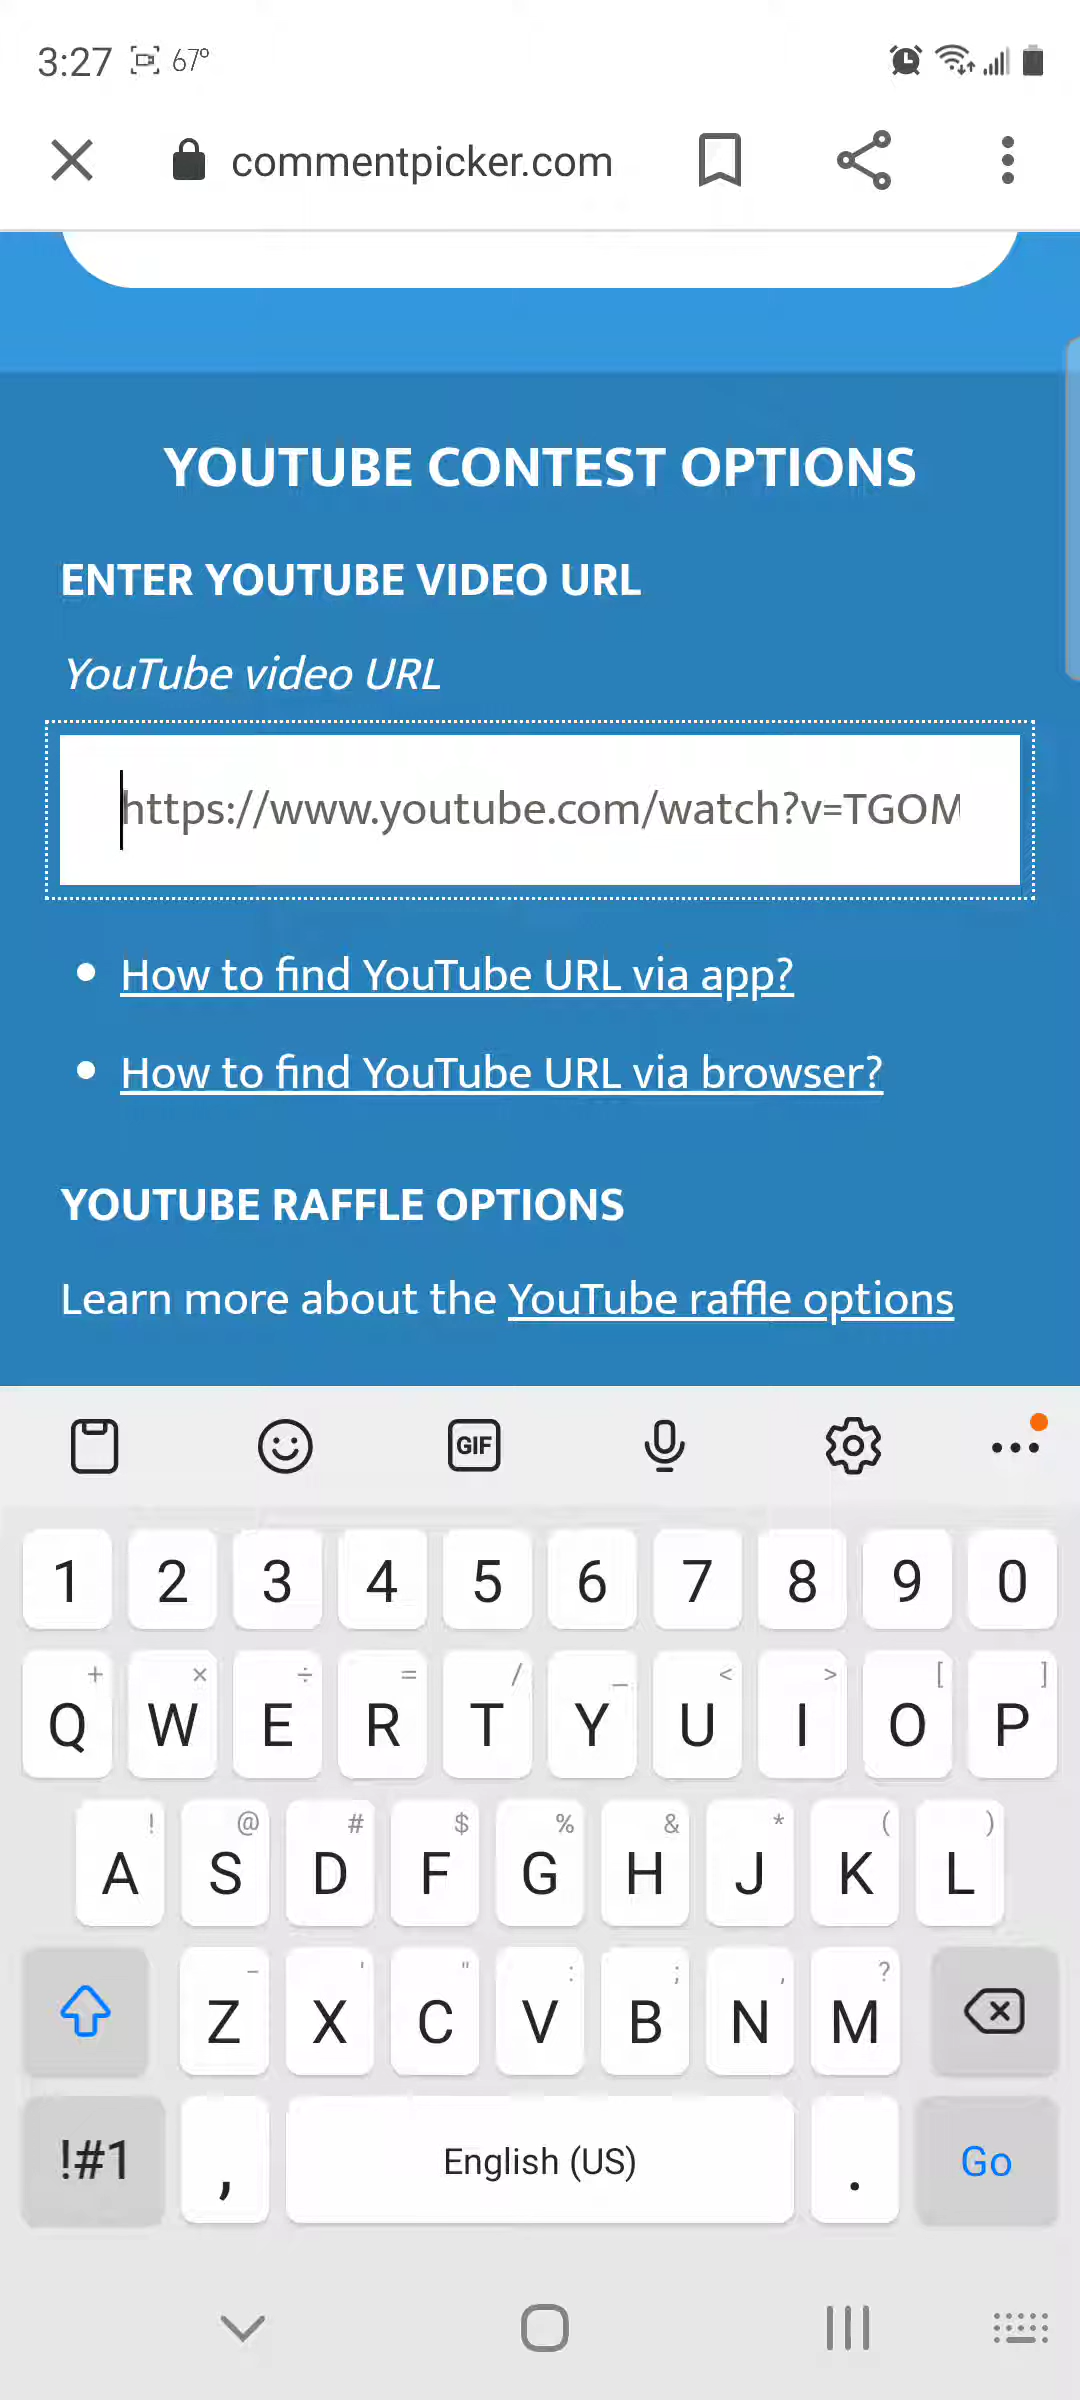 3:27 67°
commentpicker.com
YOUTUBE CONTEST OPTIONS
ENTER YOUTUBE VIDEO URL
YouTube video URL
https://www.youtube.com/watch?v=TGOM
How to find YouTube URL via app?
How to find YouTube URL via browser?
YOUTUBE RAFFLE OPTIONS
Learn more about the YouTube raffle options
GIF
1 2 3 4 5 6 7 8 9 0
+ × ÷ = / _ < > [ ]
Q W E R T Y U I O P
! @ # $ % & * ( )
A S D F G H J K L
- ' " : ; , ?
Z X C V B N M
!#1 , English (US) . Go